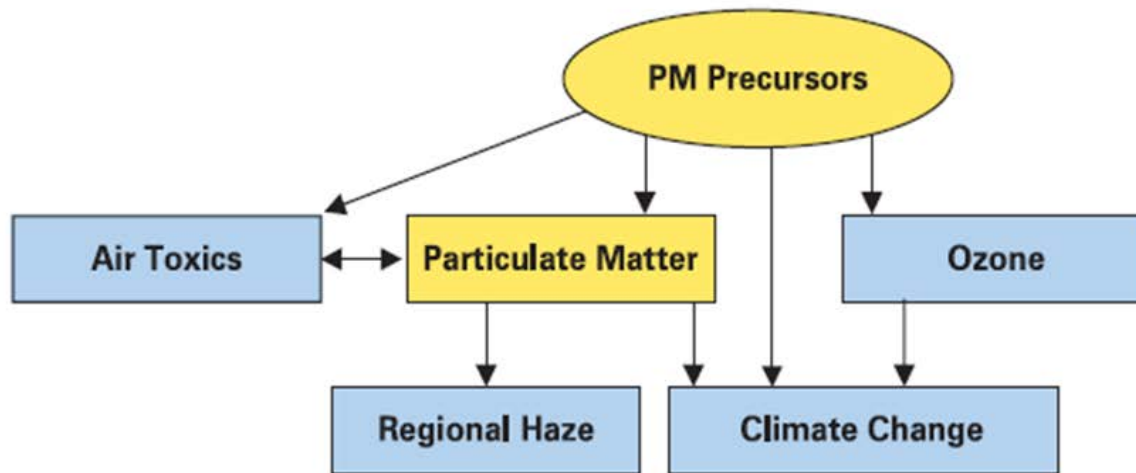 PM Precursors
Air Toxics
Particulate Matter
Ozone
Regional Haze
Climate Change